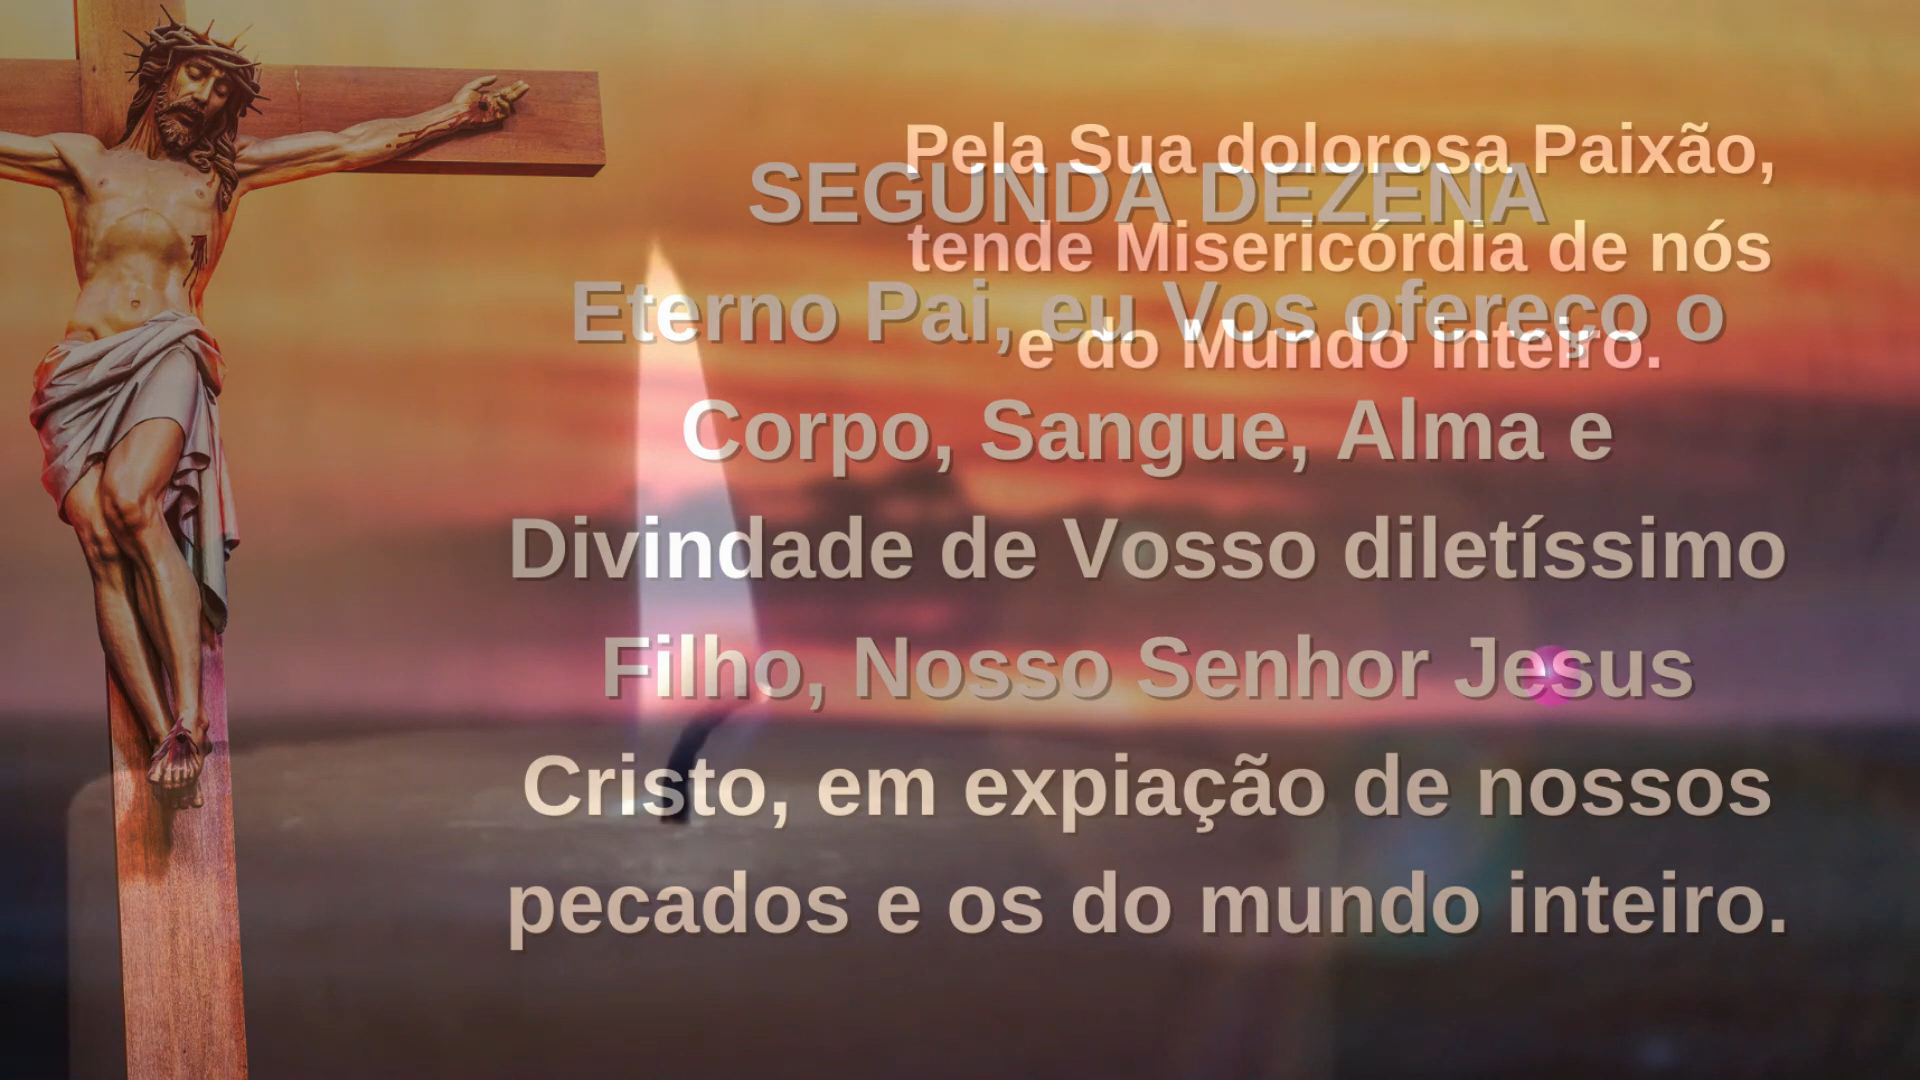 Pela Sua dolorosa Paixão,
tende Misericórdia de nós
e do Mundo inteiro.
SEGUNDA DEZENA
Eterno Pai, eu Vos ofereço o
Corpo, Sangue, Alma e
Divindade de Vosso diletíssimo
Filho, Nosso Senhor Jesus
Cristo, em expiação de nossos
pecados e os do mundo inteiro.